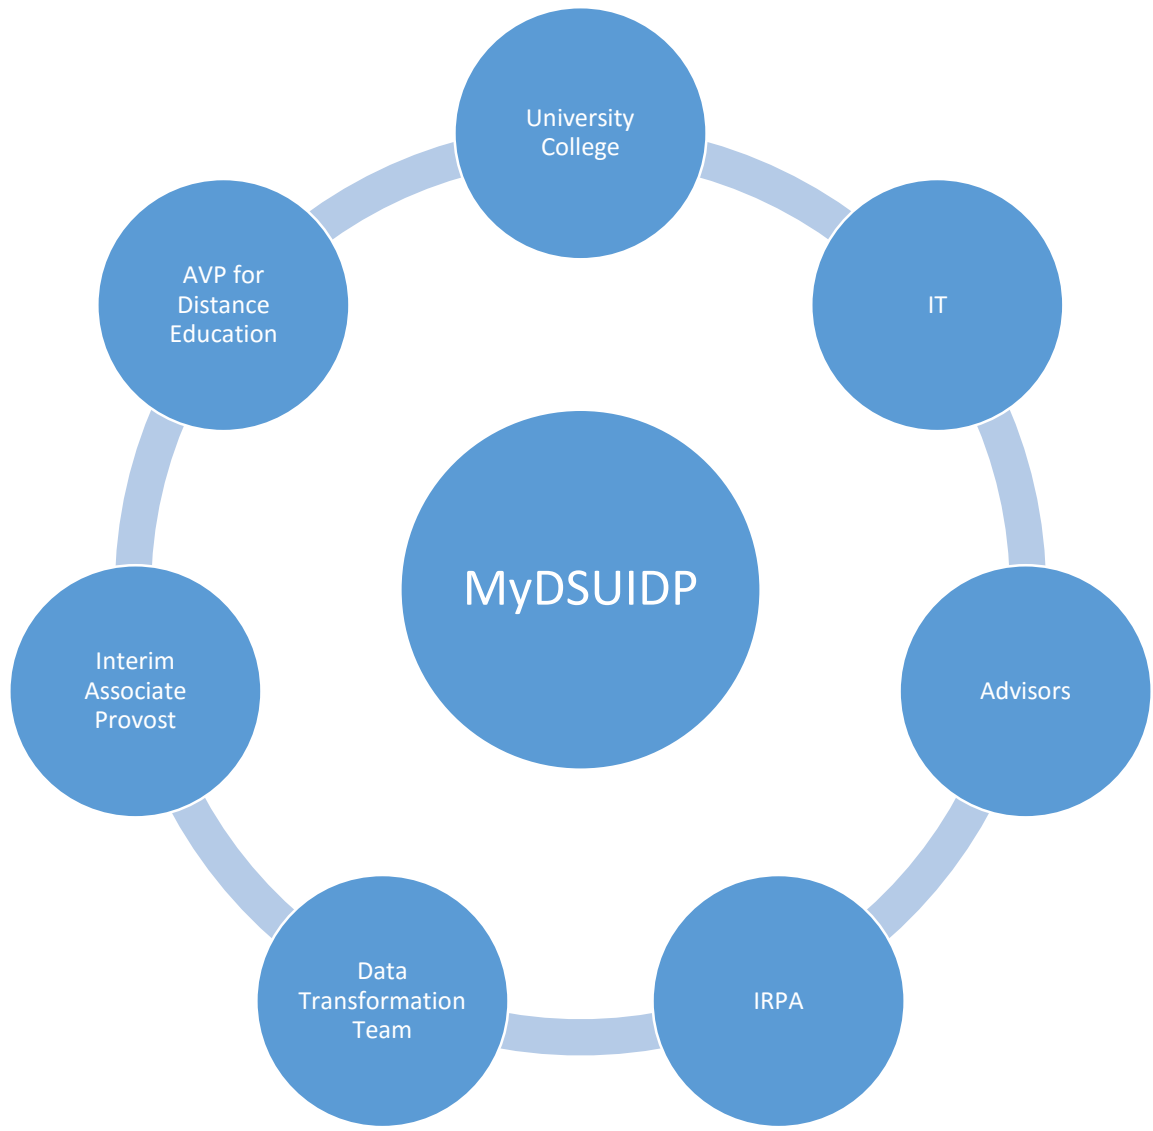 University
College
IT
Advisors
IRPA
Data
Transformation
Team
Interim
Associate
Provost
AVP for
Distance
Education
MyDSUIDP